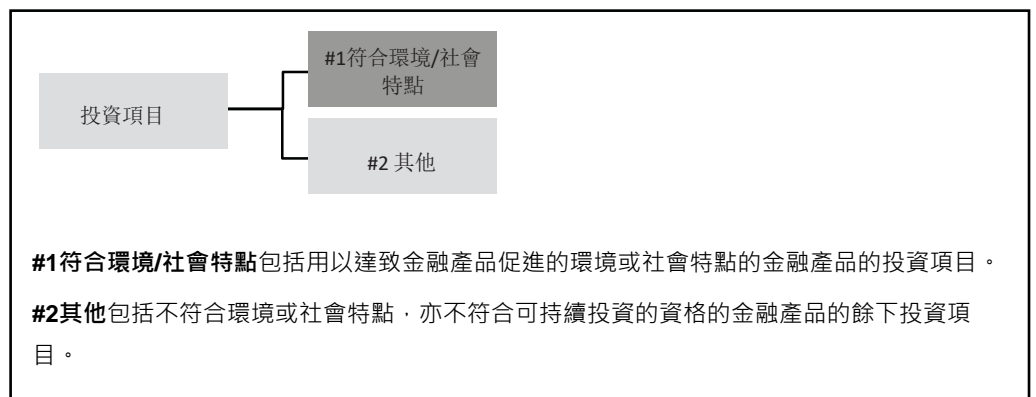 #1符合環境/社會
特點
投資項目
#2 其他
#1符合環境/社會特點包括用以達致金融產品促進的環境或社會特點的金融產品的投資項目。
#2其他包括不符合環境或社會特點，亦不符合可持續投資的資格的金融產品的餘下投資項
目。